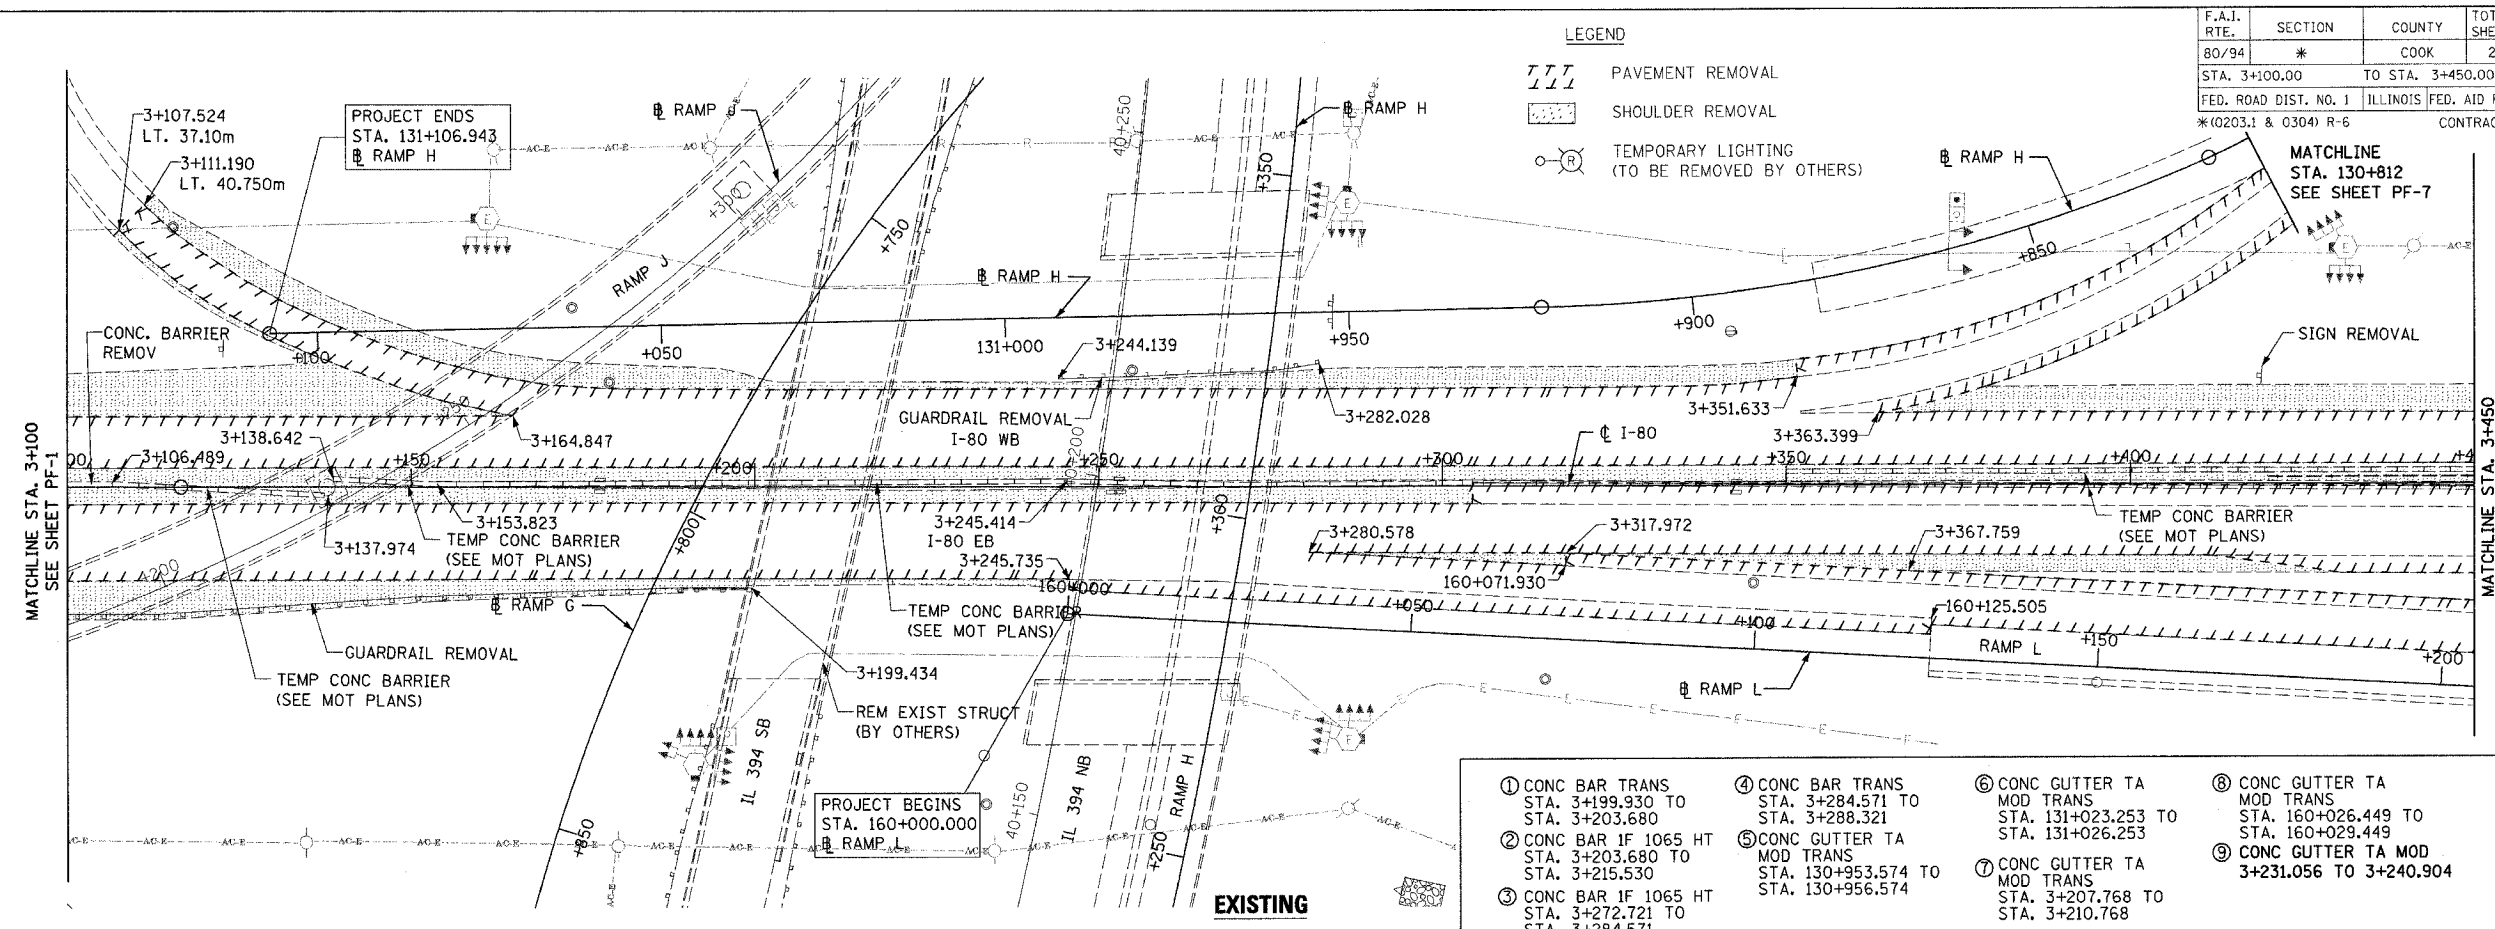 LEGEND
PAVEMENT REMOVAL
SHOULDER REMOVAL
R
TEMPORARY LIGHTING
(TO BE REMOVED BY OTHERS)
F.A.I.
RTE.
SECTION
COUNTY
80/94
*
COOK
STA. 3+100.00
TO STA. 3+450.00
FED. ROAD DIST. NO. 1
ILLINOIS
FED. AID
*(0203.1 & 0304) R-6
MATCHLINE
STA. 130+812
SEE SHEET PF-7
3+107.524
LT. 37.10m
3+111.190
LT. 40.750m
PROJECT ENDS
STA. 131+106.943
RAMP H
40+250
RAMP H
+350
RAMP H
+300
+750
RAMP J
RAMP H
+850
+900
+950
131+000
+050
+100
CONC. BARRIER
REMOV
3+244.139
SIGN REMOVAL
GUARDRAIL REMOVAL
I-80 WB
3+282.028
3+351.633
3+363.399
I-80
MATCHLINE STA. 3+100
SEE SHEET PF-1
MATCHLINE STA. 3+450
3+138.642
3+164.847
3+106.489
+150
+200
+250
+300
+350
+400
3+153.823
3+137.974
TEMP CONC BARRIER
(SEE MOT PLANS)
+800
3+245.414
I-80 EB
3+245.735
+300
3+280.578
3+317.972
3+367.759
TEMP CONC BARRIER
(SEE MOT PLANS)
+200
160+000
160+071.930
RAMP G
TEMP CONC BARRIER
(SEE MOT PLANS)
+050
+100
160+125.505
+150
RAMP L
+200
GUARDRAIL REMOVAL
TEMP CONC BARRIER
(SEE MOT PLANS)
3+199.434
RAMP L
REM EXIST STRUCT
(BY OTHERS)
IL 394 SB
IL 394 NB
RAMP H
40+150
+250
+850
PROJECT BEGINS
STA. 160+000.000
RAMP L
EXISTING
① CONC BAR TRANS
STA. 3+199.930 TO
3+203.680
② CONC BAR 1F 1065 HT
STA. 3+203.680 TO
3+215.530
③ CONC BAR 1F 1065 HT
STA. 3+272.721 TO
④ CONC BAR TRANS
STA. 3+284.571 TO
3+288.321
⑤ CONC GUTTER TA
MOD TRANS
STA. 130+953.574 TO
STA. 130+956.574
⑥ CONC GUTTER TA
MOD TRANS
STA. 131+023.253 TO
STA. 131+026.253
⑦ CONC GUTTER TA
MOD TRANS
STA. 3+207.768 TO
STA. 3+210.768
⑧ CONC GUTTER TA
MOD TRANS
STA. 160+026.449 TO
STA. 160+029.449
⑨ CONC GUTTER TA MOD
3+231.056 TO 3+240.904